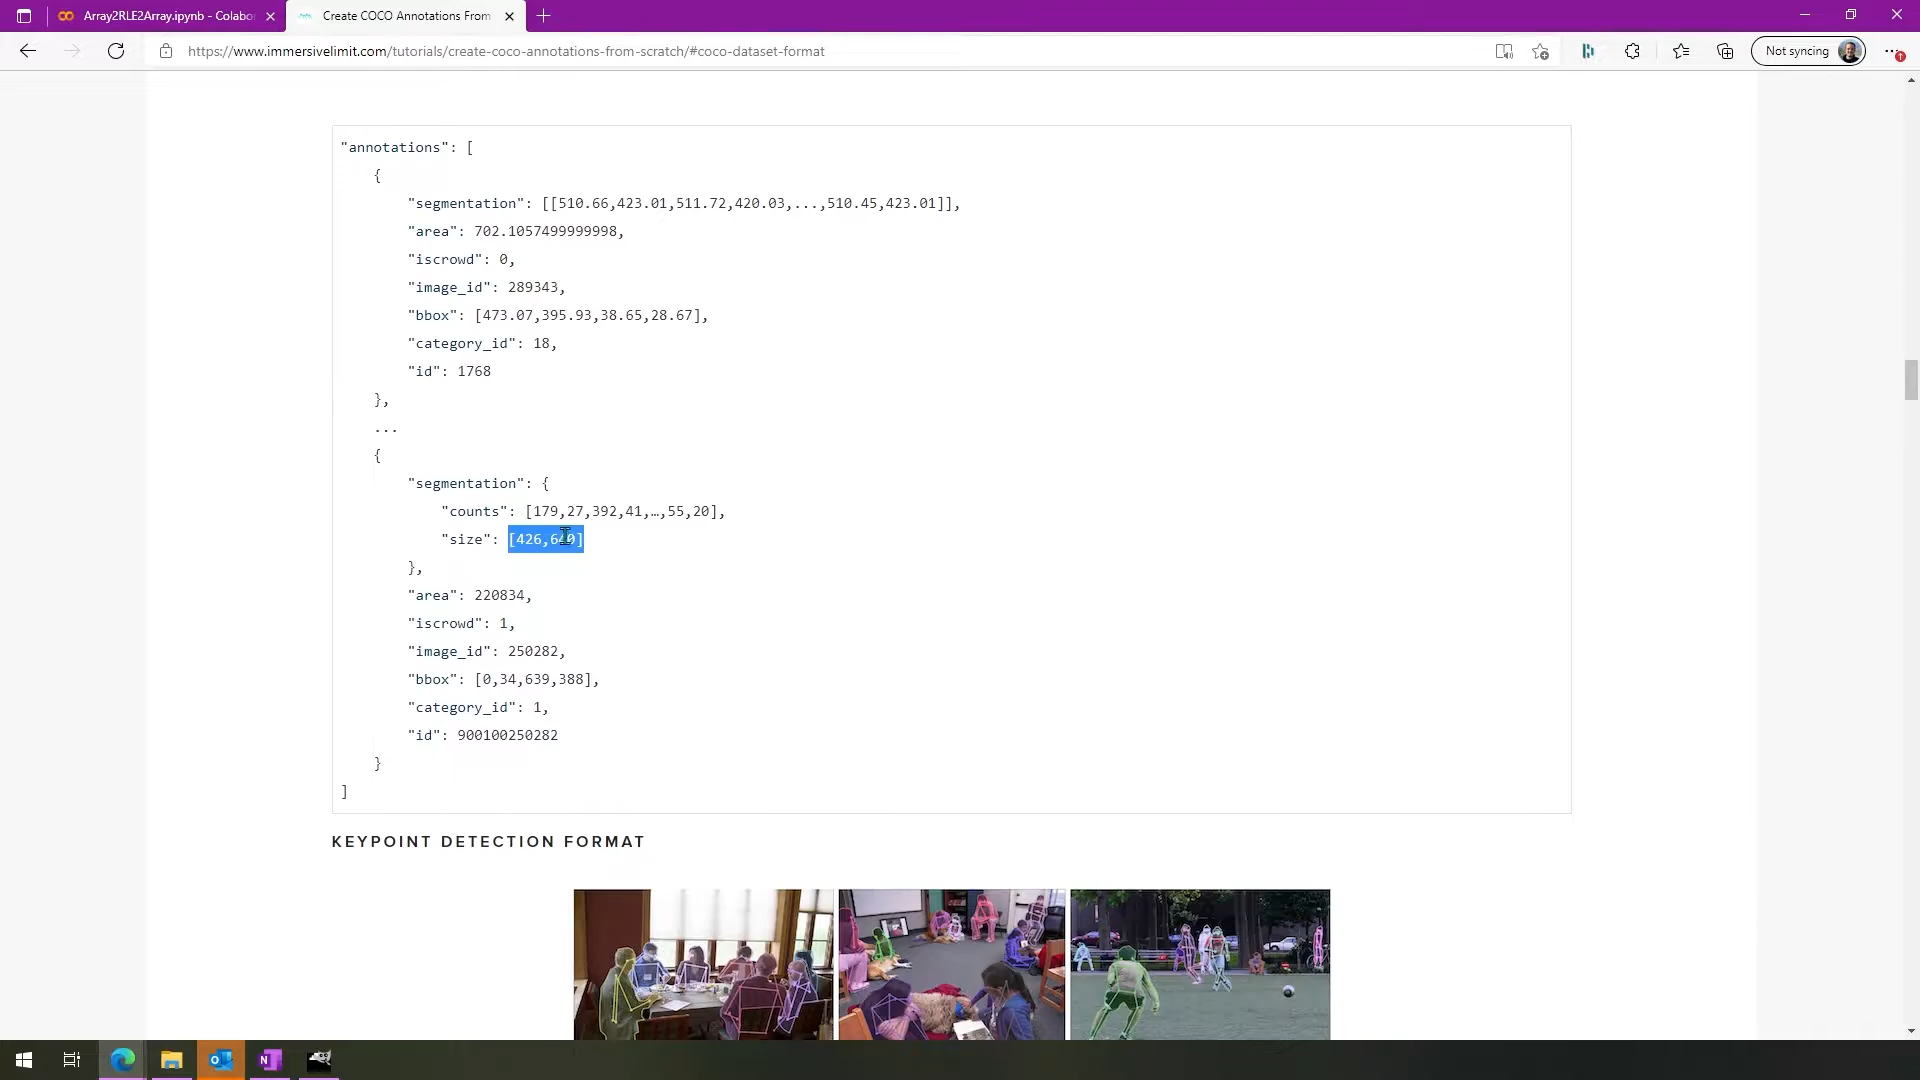 Array2RLE2Array.ipynb - Colabo
Create COCO Annotations From
https://www.immersivelimit.com/tutorials/create-coco-annotations-from-scratch/#coco-dataset-format
Not syncing
"annotations": [
{
"segmentation": [[510.66,423.01,511.72,420.03,...,510.45,423.01]],
"area": 702.1057499999998,
"iscrowd": 0,
"image_id": 289343,
"bbox": [473.07,395.93,38.65,28.67],
"category_id": 18,
"id": 1768
},
...
{
"segmentation": {
"counts": [179,27,392,41,…,55,20],
"size": [426,640]
},
"area": 220834,
"iscrowd": 1,
"image_id": 250282,
"bbox": [0,34,639,388],
"category_id": 1,
"id": 900100250282
}
]
KEYPOINT DETECTION FORMAT